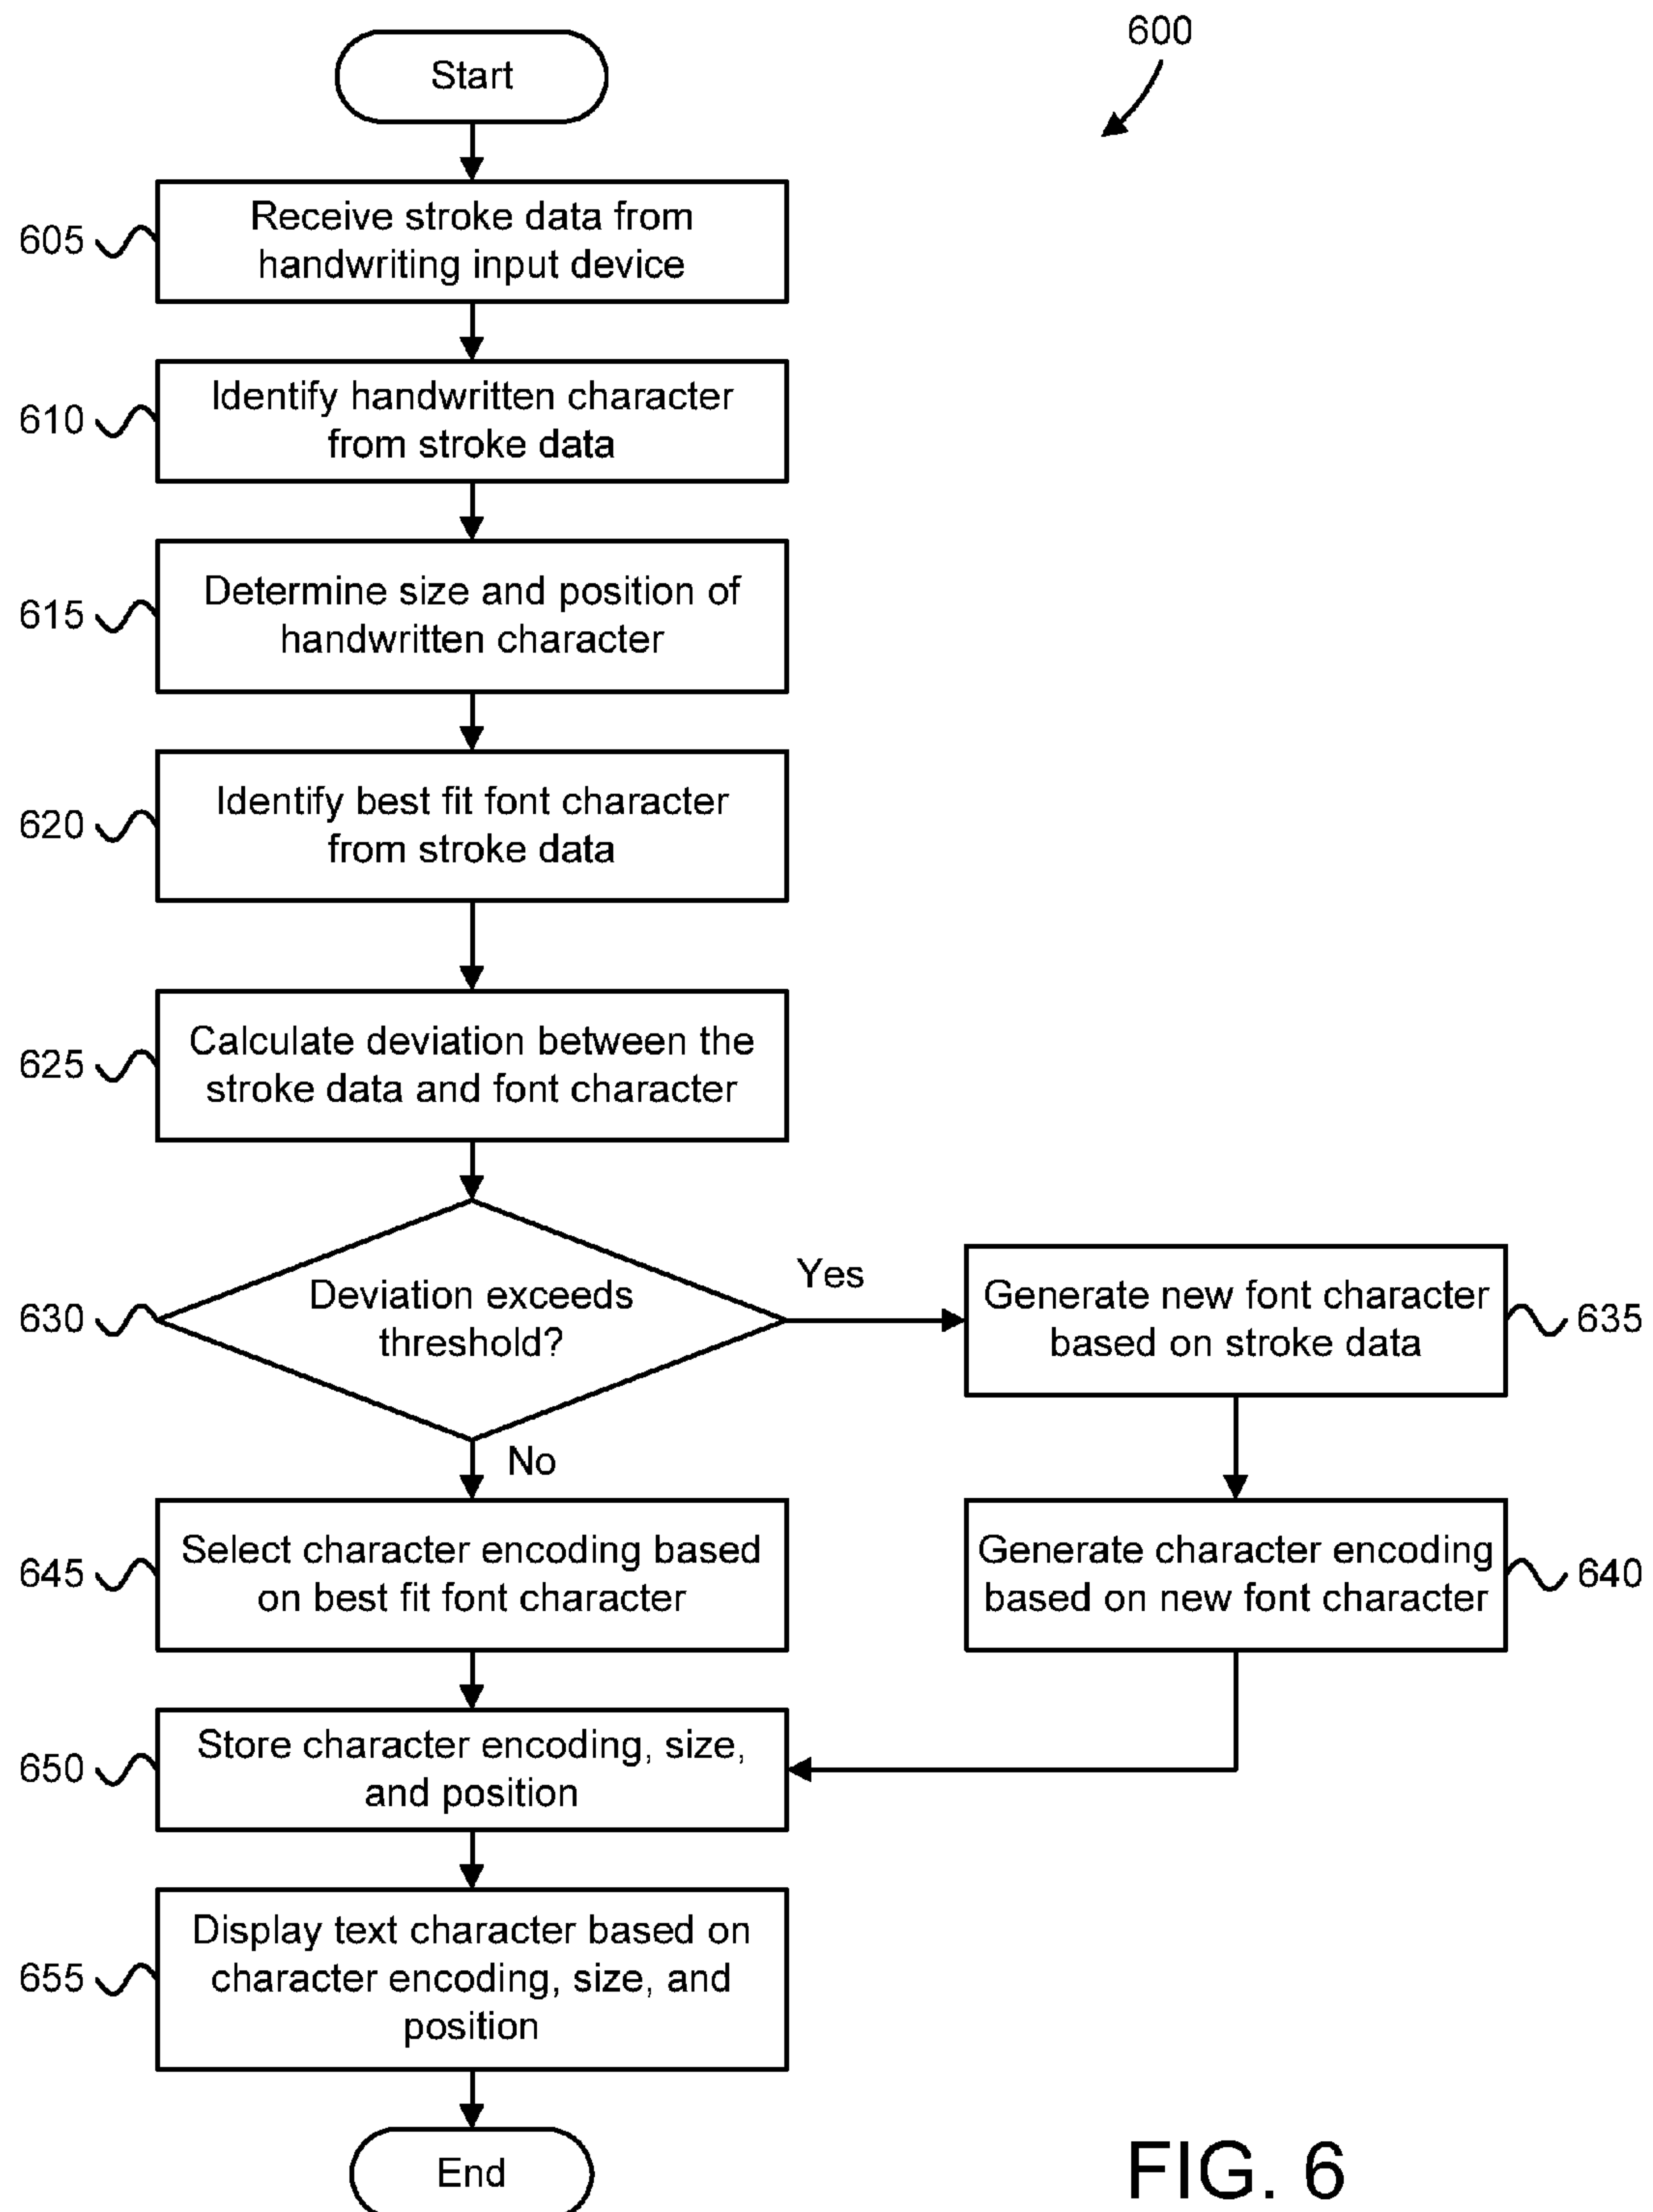 600
Start
605
Receive stroke data from
handwriting input device
610
Identify handwritten character
from stroke data
615
Determine size and position of
handwritten character
620
Identify best fit font character
from stroke data
625
Calculate deviation between the
stroke data and font character
630
Deviation exceeds
threshold?
Yes
Generate new font character
based on stroke data
635
No
645
Select character encoding based
on best fit font character
Generate character encoding
based on new font character
640
650
Store character encoding, size,
and position
655
Display text character based on
character encoding, size, and
position
End
FIG. 6